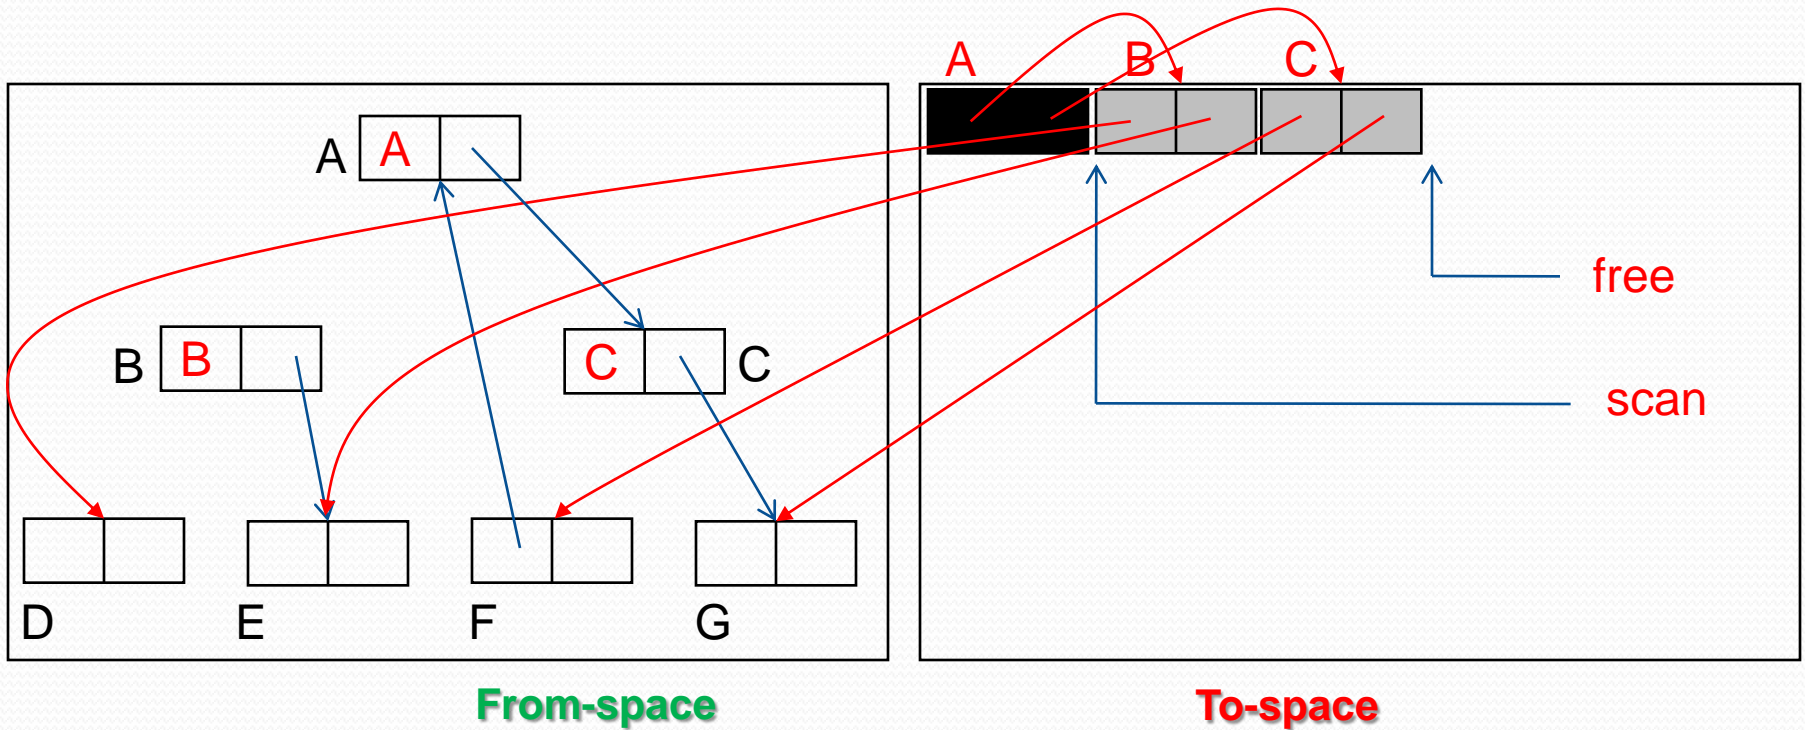 A B C
A A
free
B B
C C
scan
D E F G
From-space
To-space